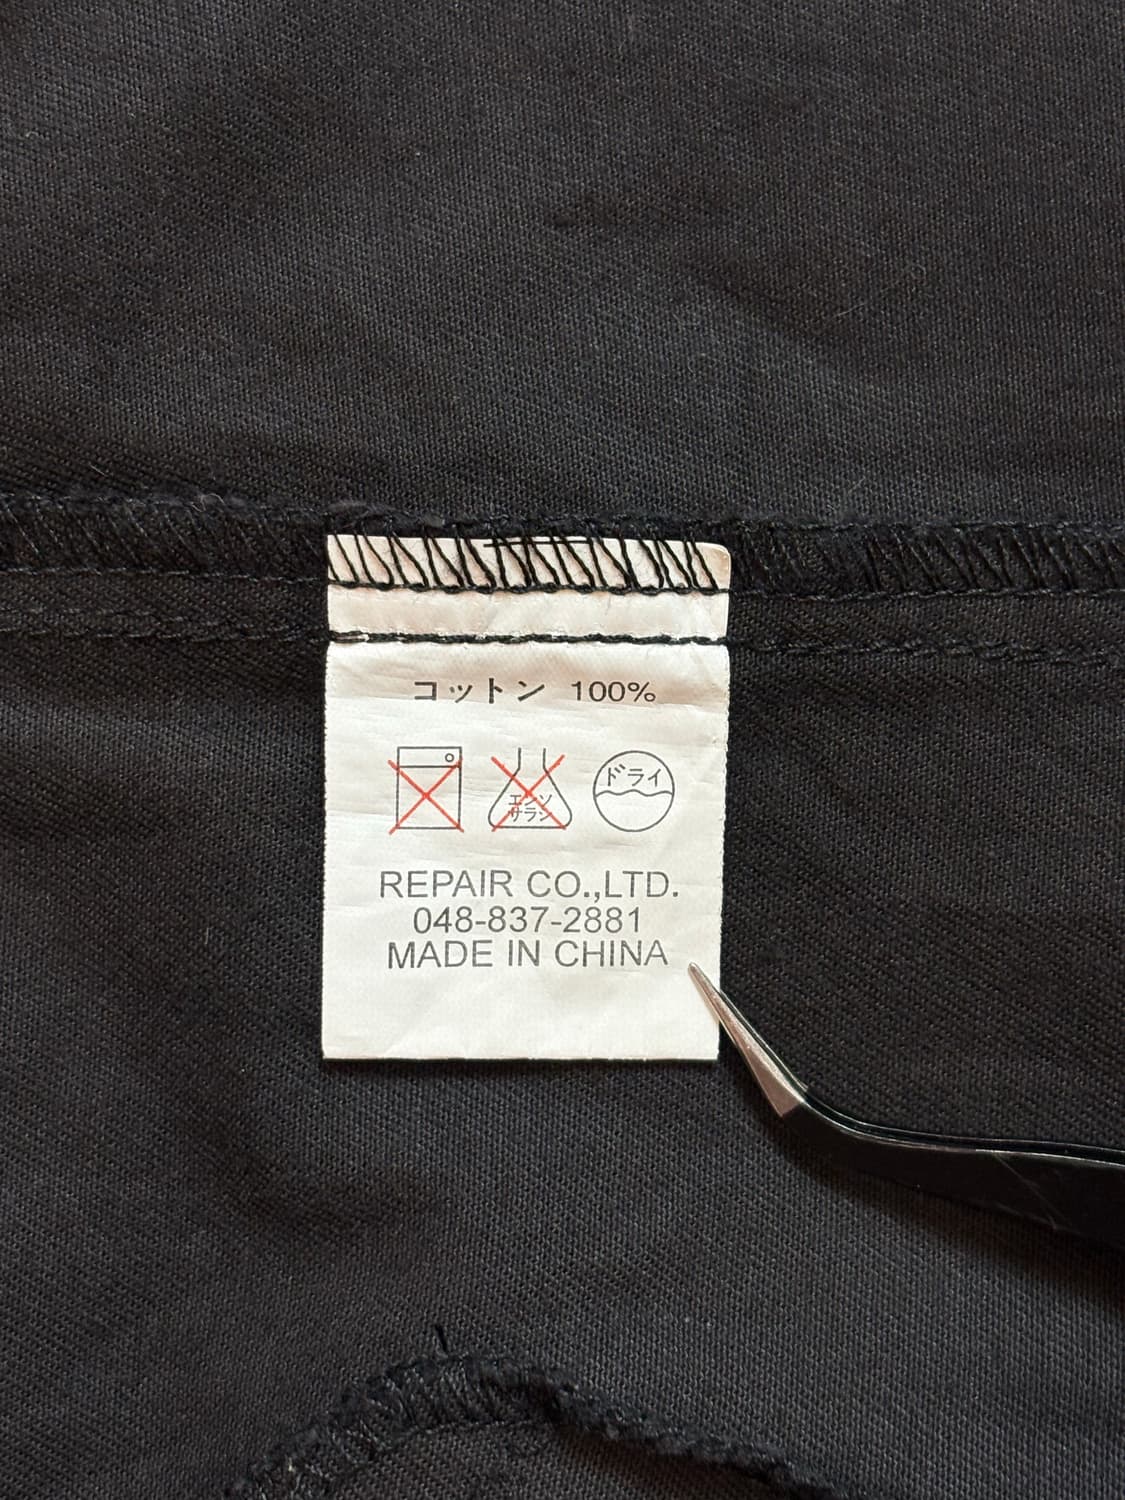 コットン 100%
エンソ
サラシ
ドライ
REPAIR CO.,LTD.
048-837-2881
MADE IN CHINA